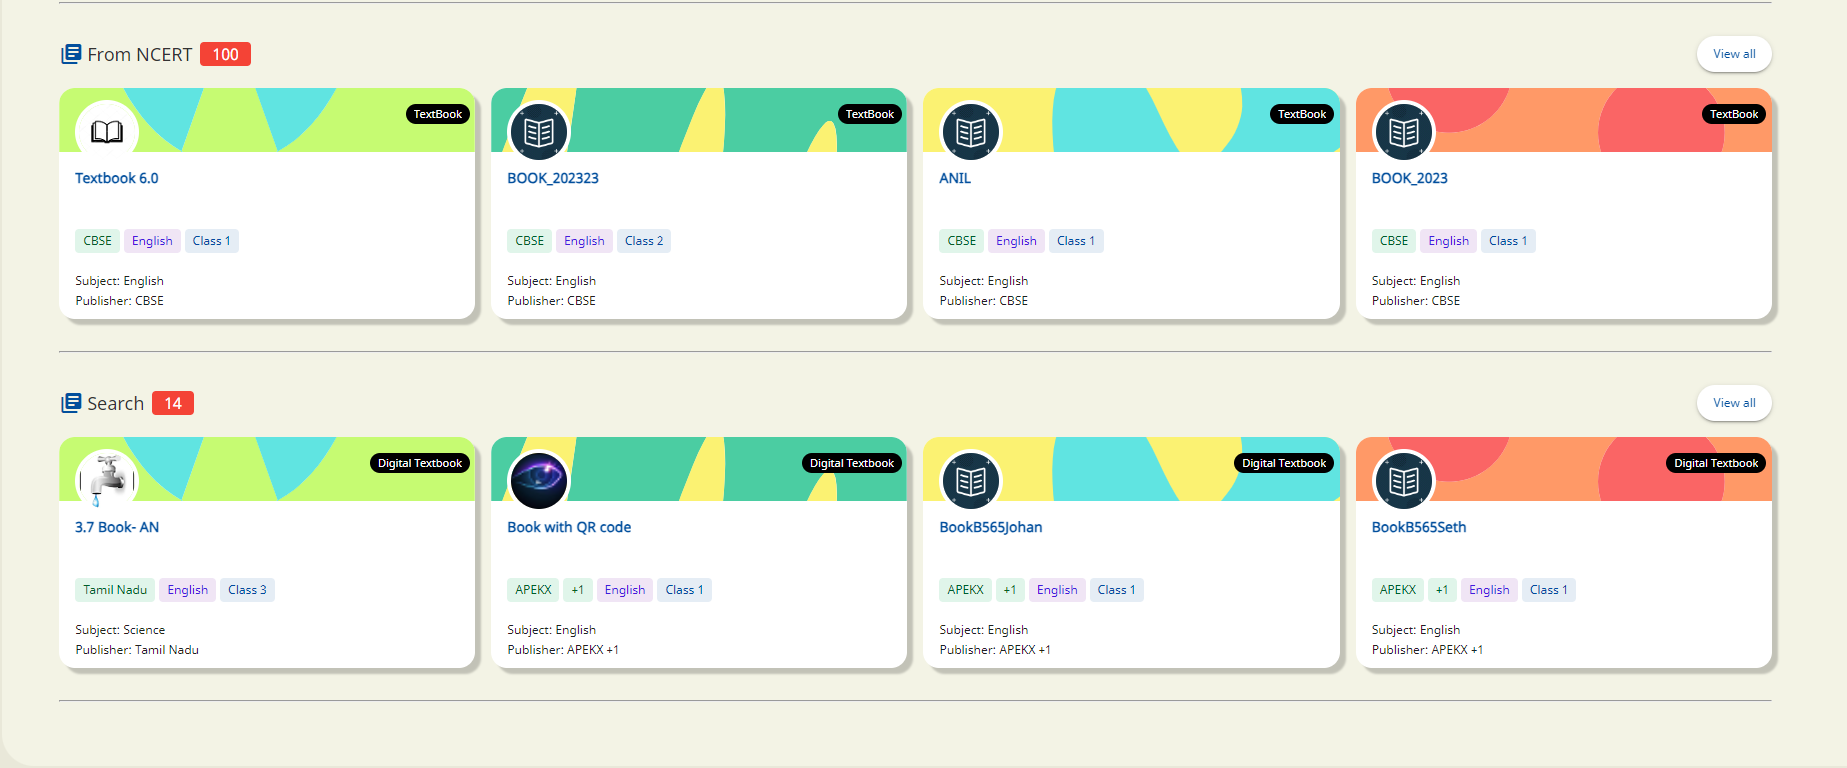 From NCERT 100
View all
TextBook
Textbook 6.0
CBSE English Class 1
Subject: English
Publisher: CBSE
TextBook
BOOK_202323
CBSE English Class 2
Subject: English
Publisher: CBSE
TextBook
ANIL
CBSE English Class 1
Subject: English
Publisher: CBSE
TextBook
BOOK_2023
CBSE English Class 1
Subject: English
Publisher: CBSE
Search 14
View all
Digital Textbook
3.7 Book- AN
Tamil Nadu English Class 3
Subject: Science
Publisher: Tamil Nadu
Digital Textbook
Book with QR code
APEKX +1 English Class 1
Subject: English
Publisher: APEKX +1
Digital Textbook
BookB565Johan
APEKX +1 English Class 1
Subject: English
Publisher: APEKX +1
Digital Textbook
BookB565Seth
APEKX +1 English Class 1
Subject: English
Publisher: APEKX +1